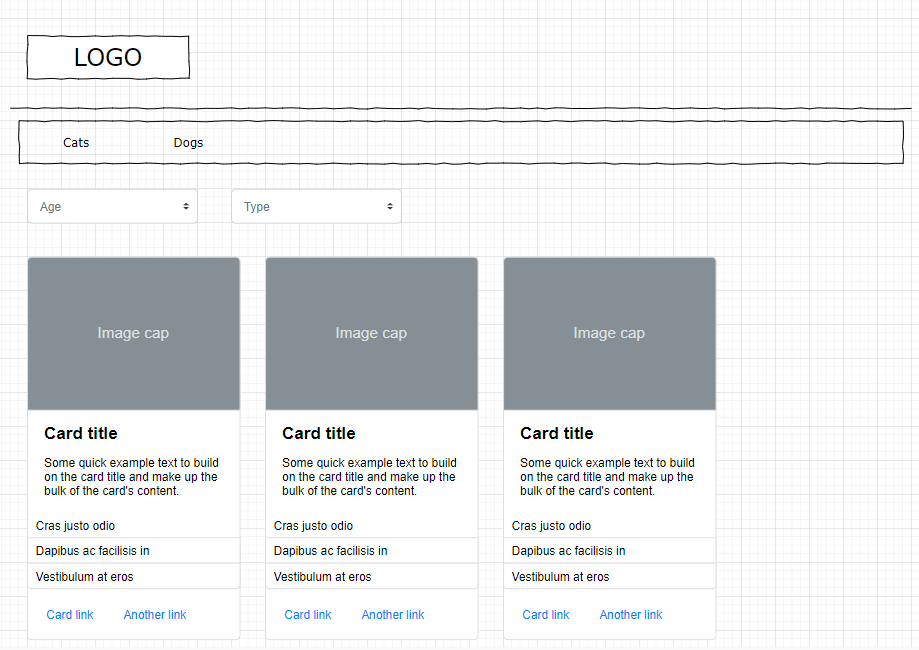 LOGO
Cats Dogs
Age Type
Image cap Image cap Image cap
Card title
Some quick example text to build
on the card title and make up the
bulk of the card's content.
Cras justo odio
Dapibus ac facilisis in
Vestibulum at eros
Card link Another link
Card title
Some quick example text to build
on the card title and make up the
bulk of the card's content.
Cras justo odio
Dapibus ac facilisis in
Vestibulum at eros
Card link Another link
Card title
Some quick example text to build
on the card title and make up the
bulk of the card's content.
Cras justo odio
Dapibus ac facilisis in
Vestibulum at eros
Card link Another link